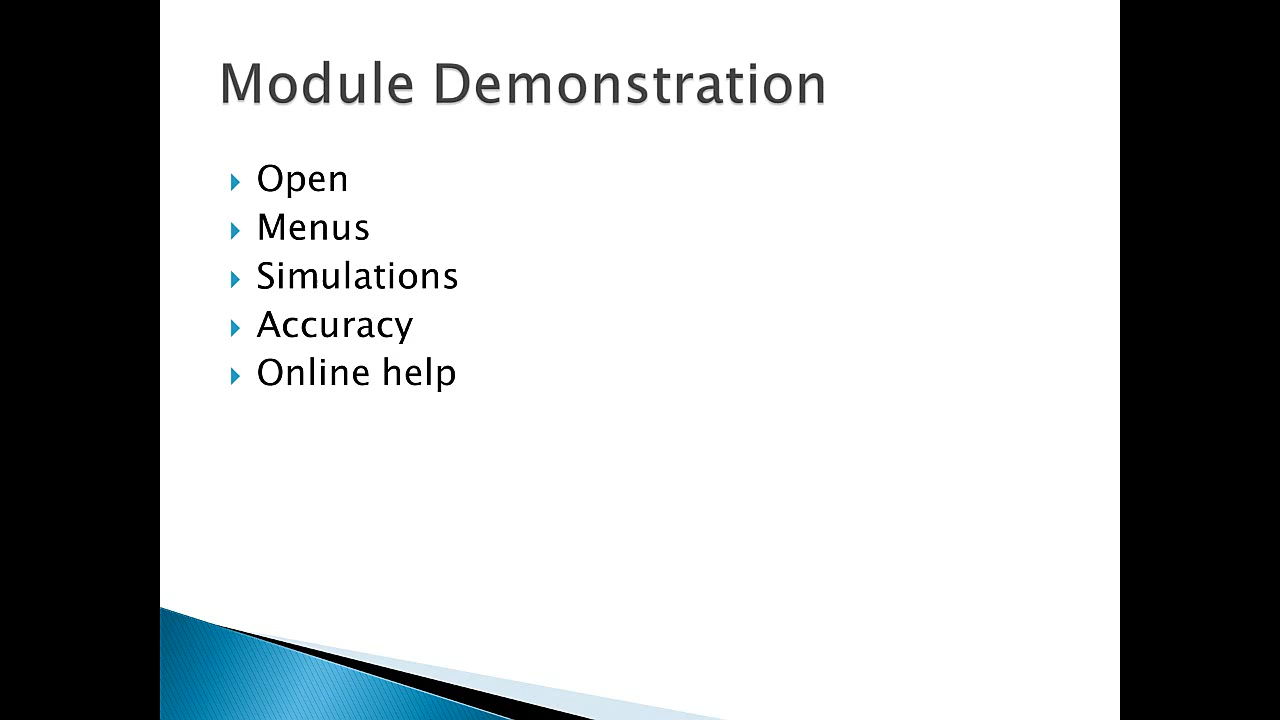 Module Demonstration
Open
Menus
Simulations
Accuracy
Online help